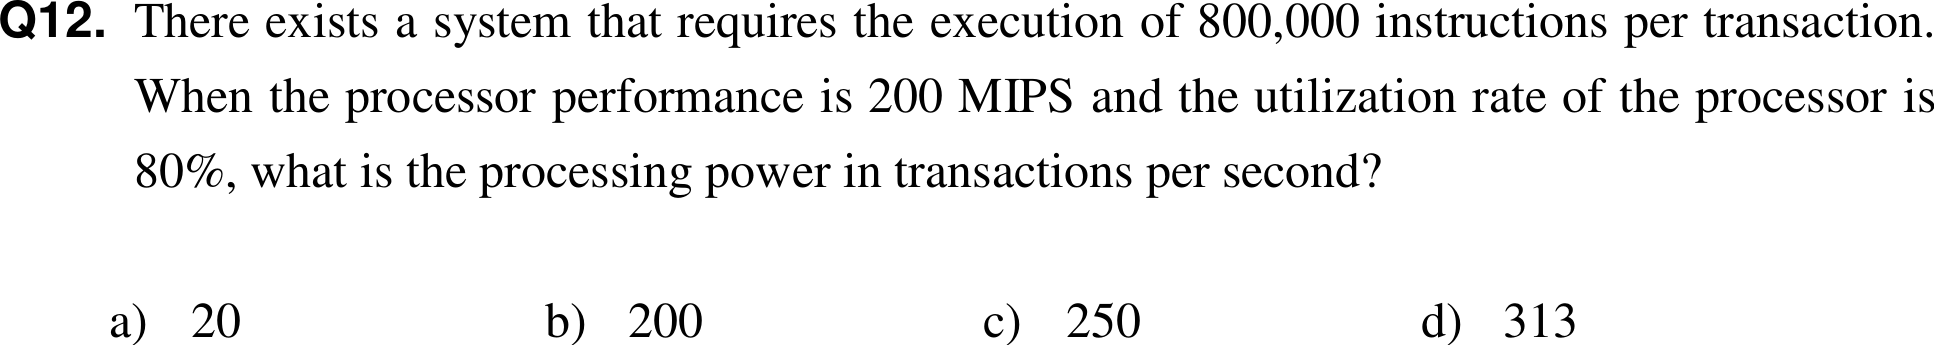 Q12. There exists a system that requires the execution of 800,000 instructions per transaction.
When the processor performance is 200 MIPS and the utilization rate of the processor is
80%, what is the processing power in transactions per second?
a) 20 b) 200 c) 250 d) 313